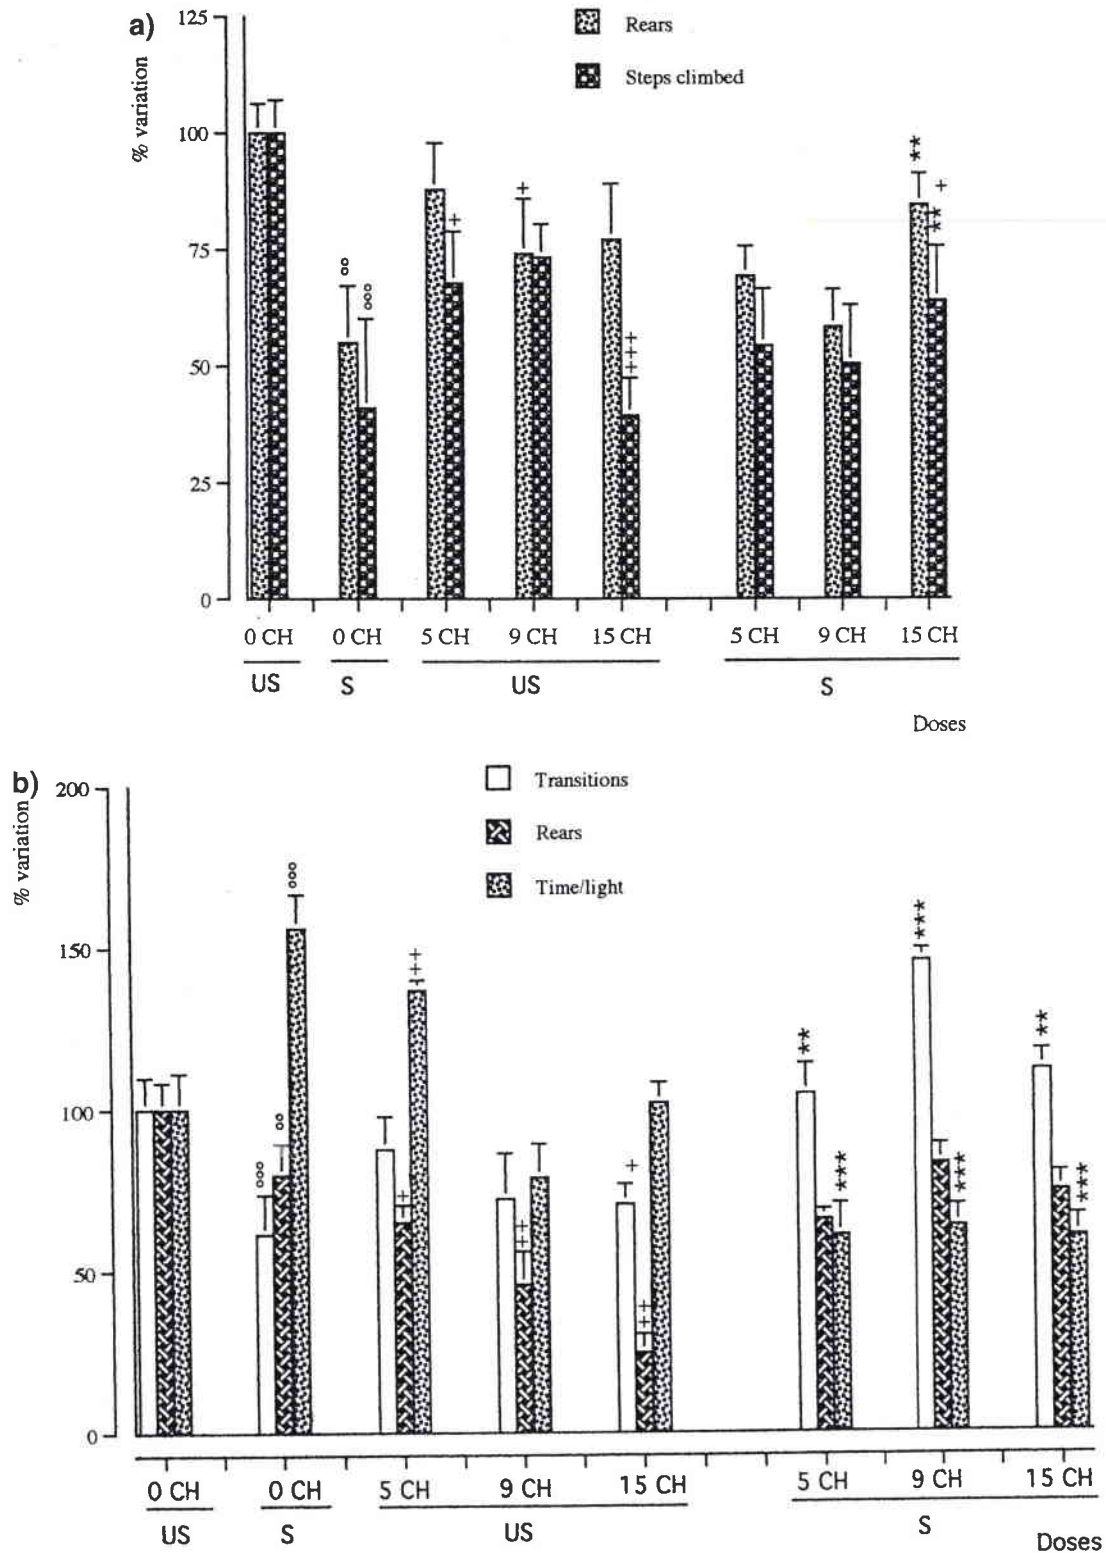 a)
% variation
125
100
75
50
25
0
Rears
Steps climbed
°°
°°°
+
+
+++
**
**
+
0 CH 0 CH 5 CH 9 CH 15 CH 5 CH 9 CH 15 CH
US S US S
Doses
b)
% variation
200
150
100
50
0
Transitions
Rears
Time/light
°°°
°°
°°°
+
++
++
+
++
**
***
***
***
**
***
0 CH 0 CH 5 CH 9 CH 15 CH 5 CH 9 CH 15 CH
US S US S
Doses